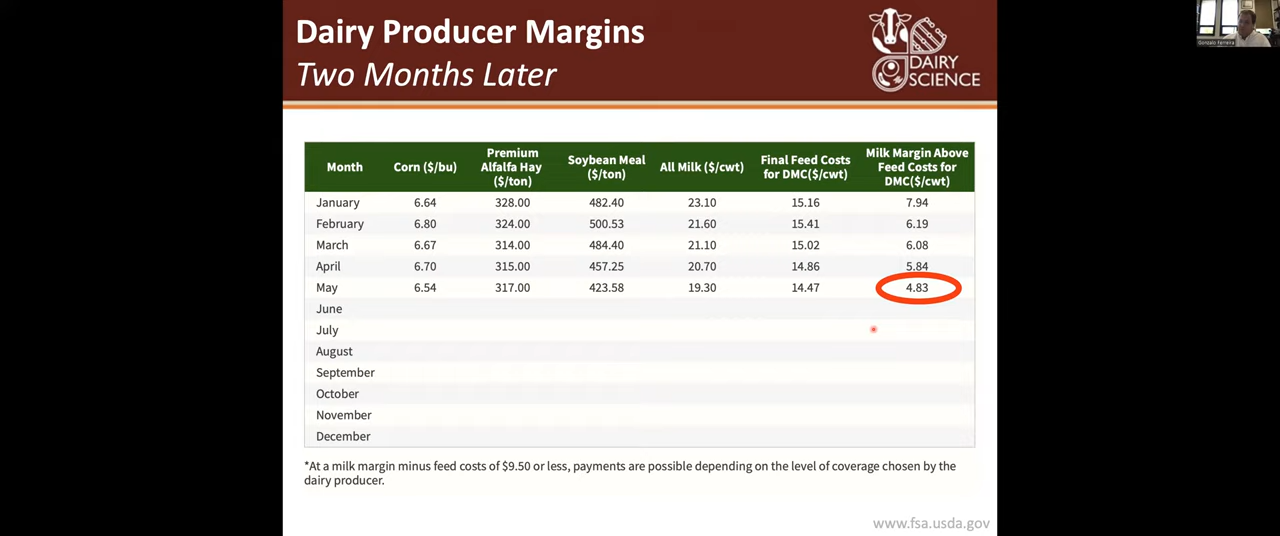 Dairy Producer Margins
Two Months Later
DAIRY
SCIENCE
Gonzalo Ferreira
Month Corn ($/bu) Premium Alfalfa Hay ($/ton) Soybean Meal ($/ton) All Milk ($/cwt) Final Feed Costs for DMC($/cwt) Milk Margin Above Feed Costs for DMC($/cwt)
January 6.64 328.00 482.40 23.10 15.16 7.94
February 6.80 324.00 500.53 21.60 15.41 6.19
March 6.67 314.00 484.40 21.10 15.02 6.08
April 6.70 315.00 457.25 20.70 14.86 5.84
May 6.54 317.00 423.58 19.30 14.47 4.83
June
July
August
September
October
November
December
*At a milk margin minus feed costs of $9.50 or less, payments are possible depending on the level of coverage chosen by the
dairy producer.
www.fsa.usda.gov